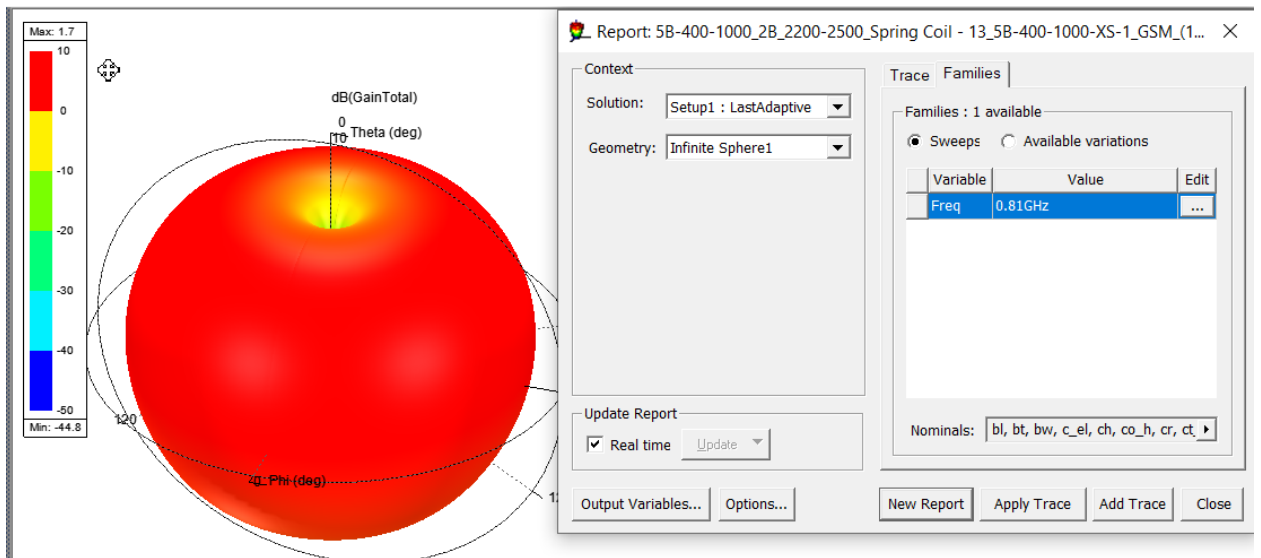 Max: 1.7
10
0
-10
-20
-30
-40
-50
Min: -44.8
dB(GainTotal)
0
10
Theta (deg)
120
Phi (deg)
Report: 5B-400-1000_2B_2200-2500_Spring Coil - 13_5B-400-1000-XS-1_GSM_(1...
Context
Solution:
Setup1 : LastAdaptive
Geometry:
Infinite Sphere1
Update Report
Real time
Update
Output Variables...
Options...
Trace
Families
Families : 1 available
Sweeps
Available variations
Variable
Value
Edit
Freq
0.81GHz
...
Nominals:
bl, bt, bw, c_el, ch, co_h, cr, ct_
New Report
Apply Trace
Add Trace
Close